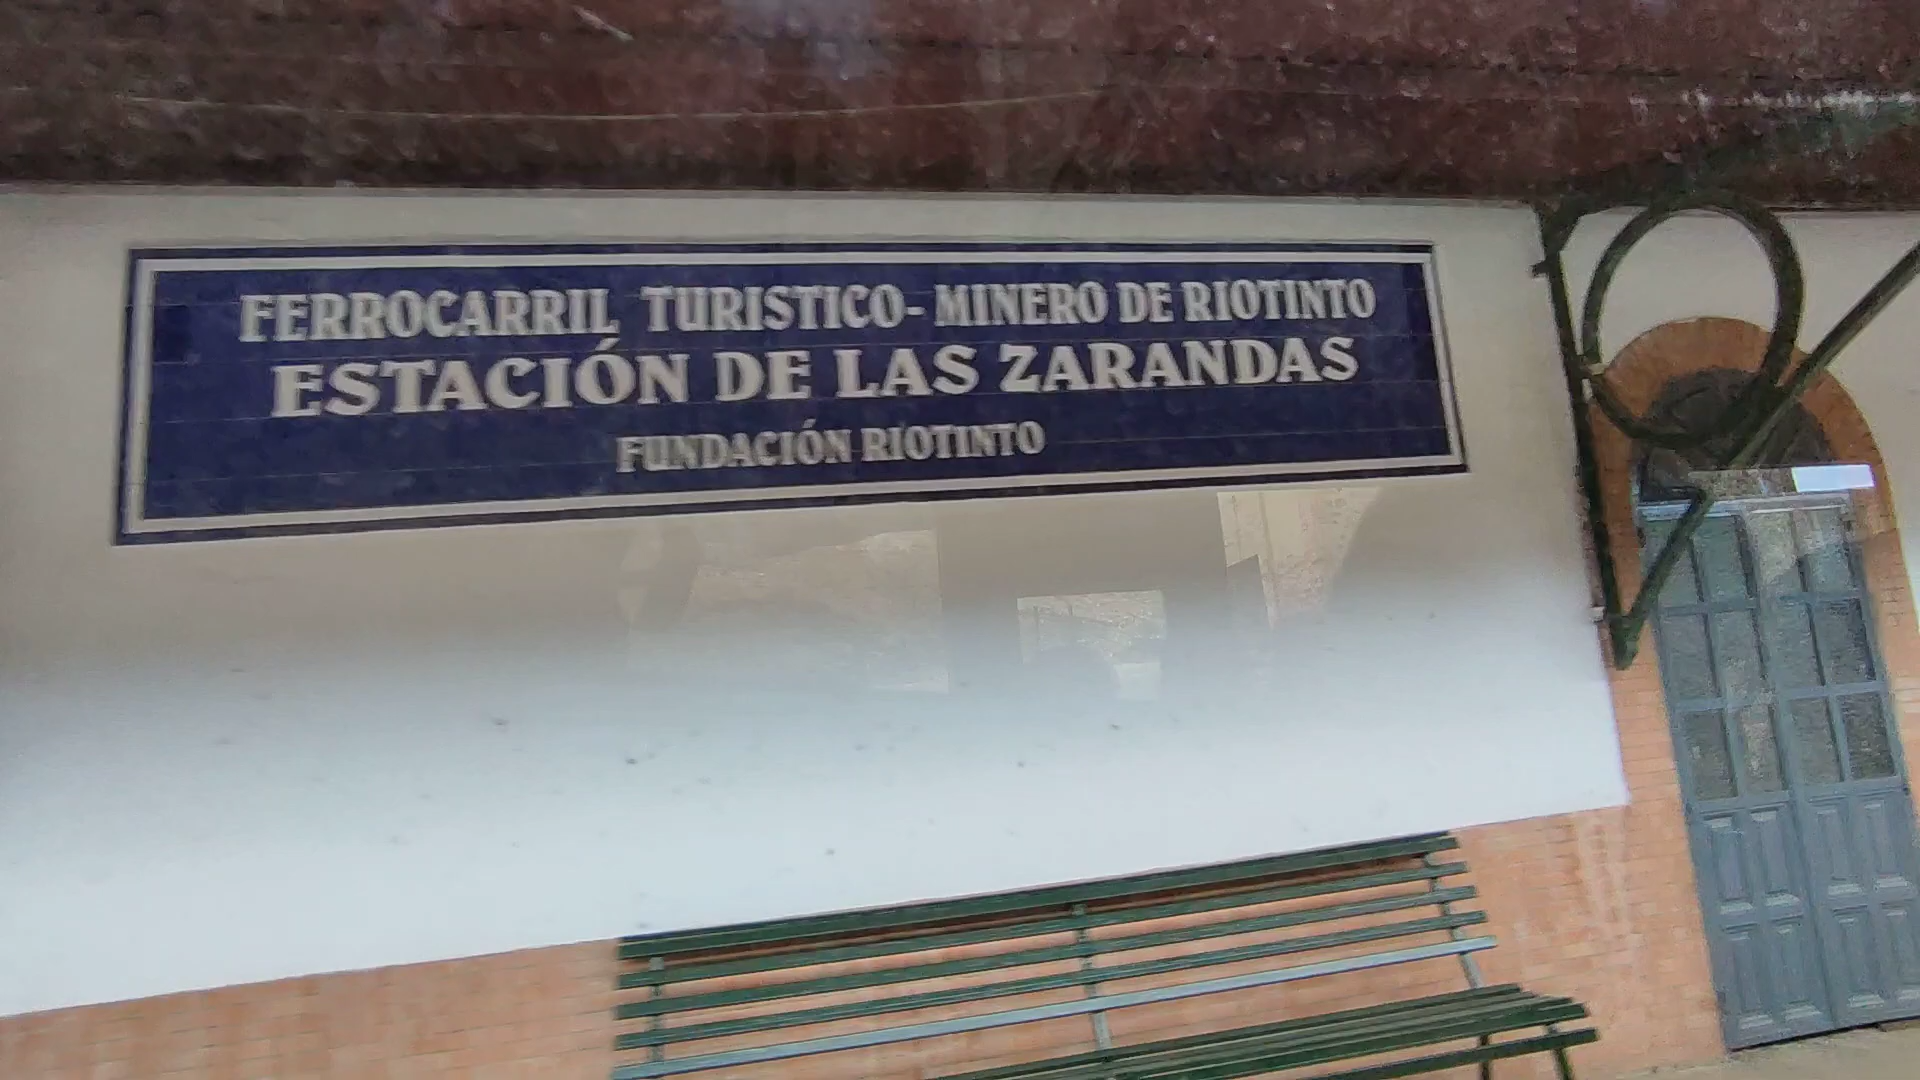 FERROCARRIL TURISTICO-MINERO DE RIOTINTO
ESTACIÓN DE LAS ZARANDAS
FUNDACIÓN RIOTINTO